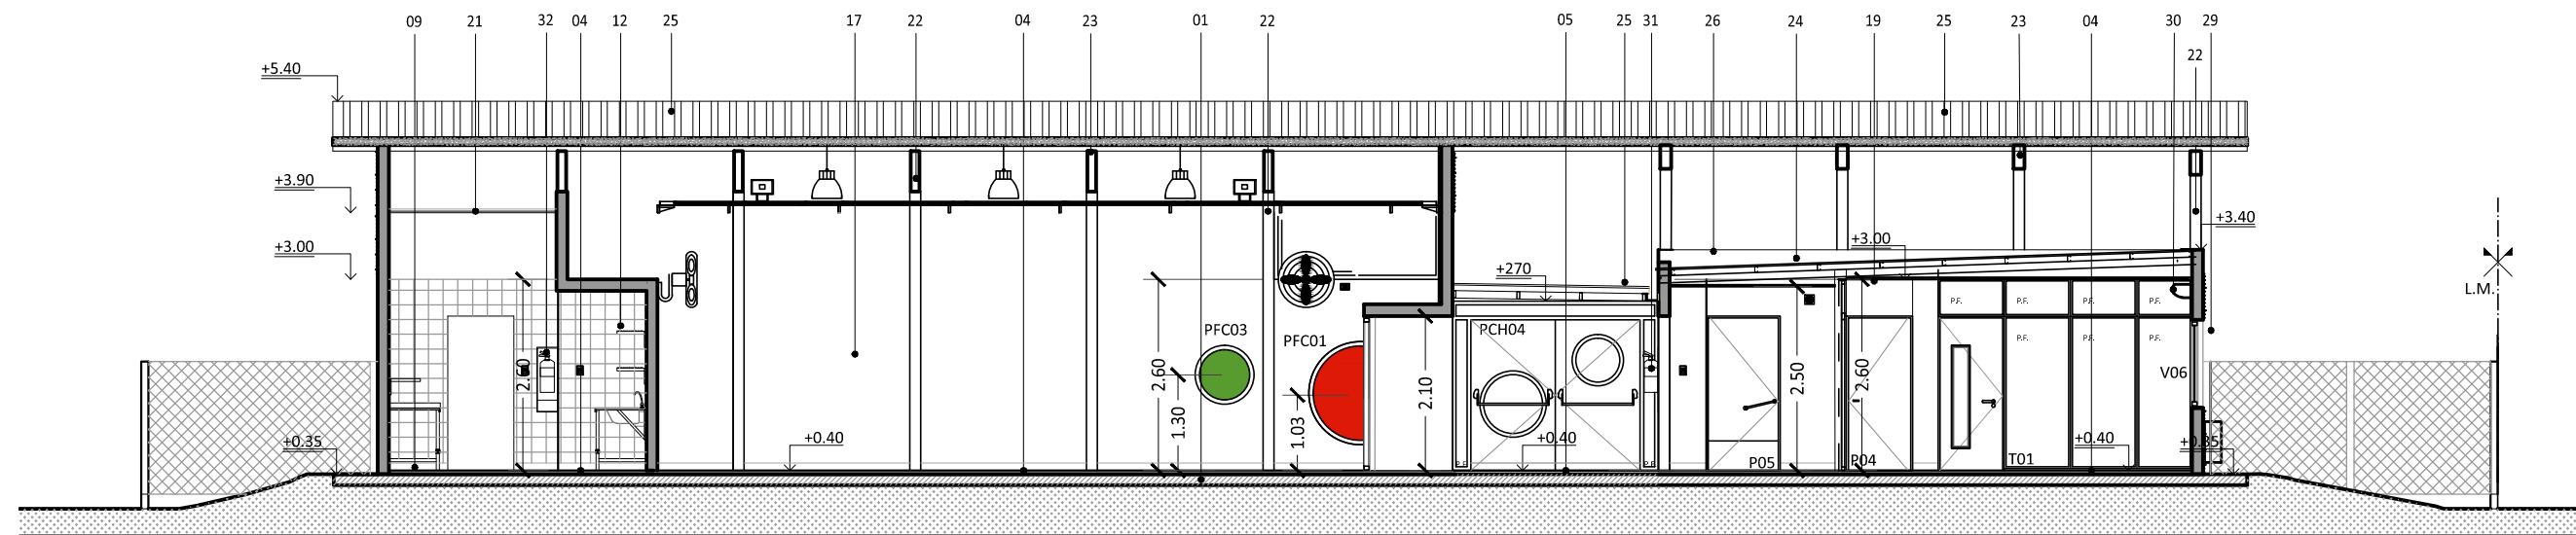 09 21 32 04 12 25 17 22 04 23 01 22 05 25 31 26 24 19 25 23 04 30 29
22
+5.40
+3.90
+3.40
+3.00
+3.00
+270
L.M.
P.F. P.F. P.F. P.F.
PFC03
PFC01
PCH04
P.F. P.F. P.F.
2.60
2.60
2.10
2.50
2.60
V06
1.30
1.03
+0.35
+0.40
+0.40
+0.40
+0.35
P05
P04
T01